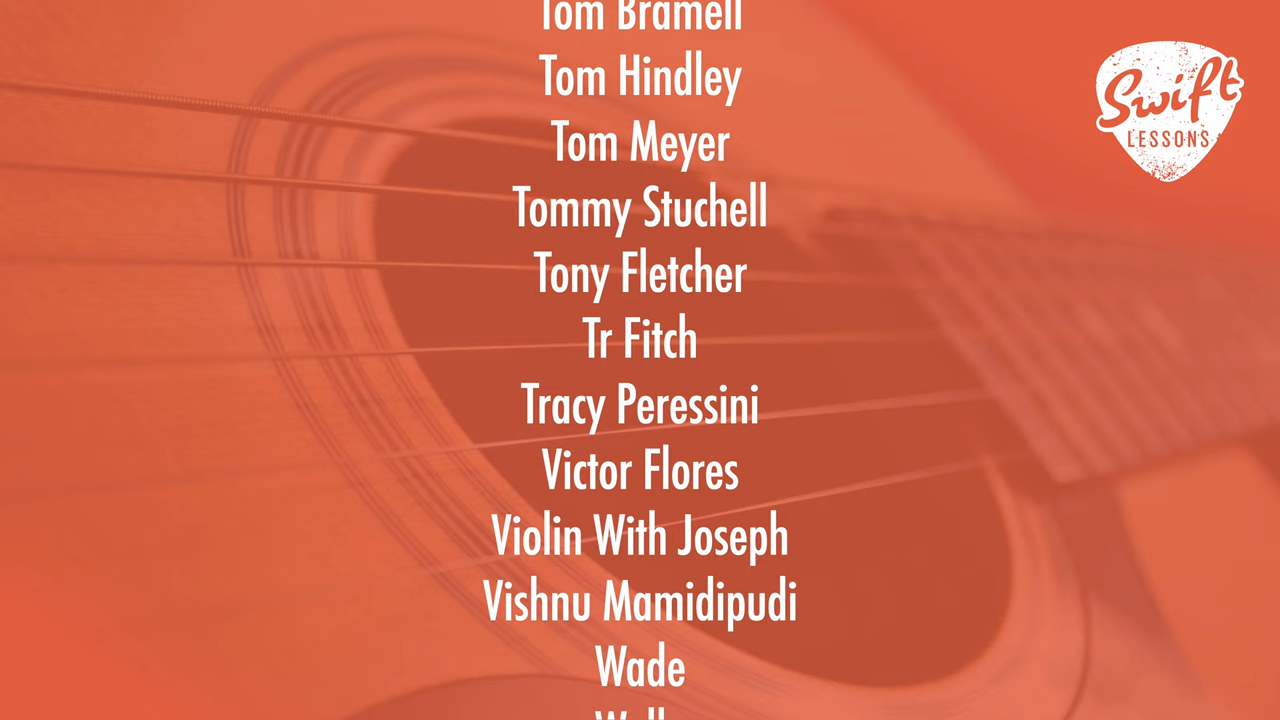 Tom Bramell
Tom Hindley
Tom Meyer
Tommy Stuchell
Tony Fletcher
Tr Fitch
Tracy Peressini
Victor Flores
Violin With Joseph
Vishnu Mamidipudi
Wade
Swift
LESSONS